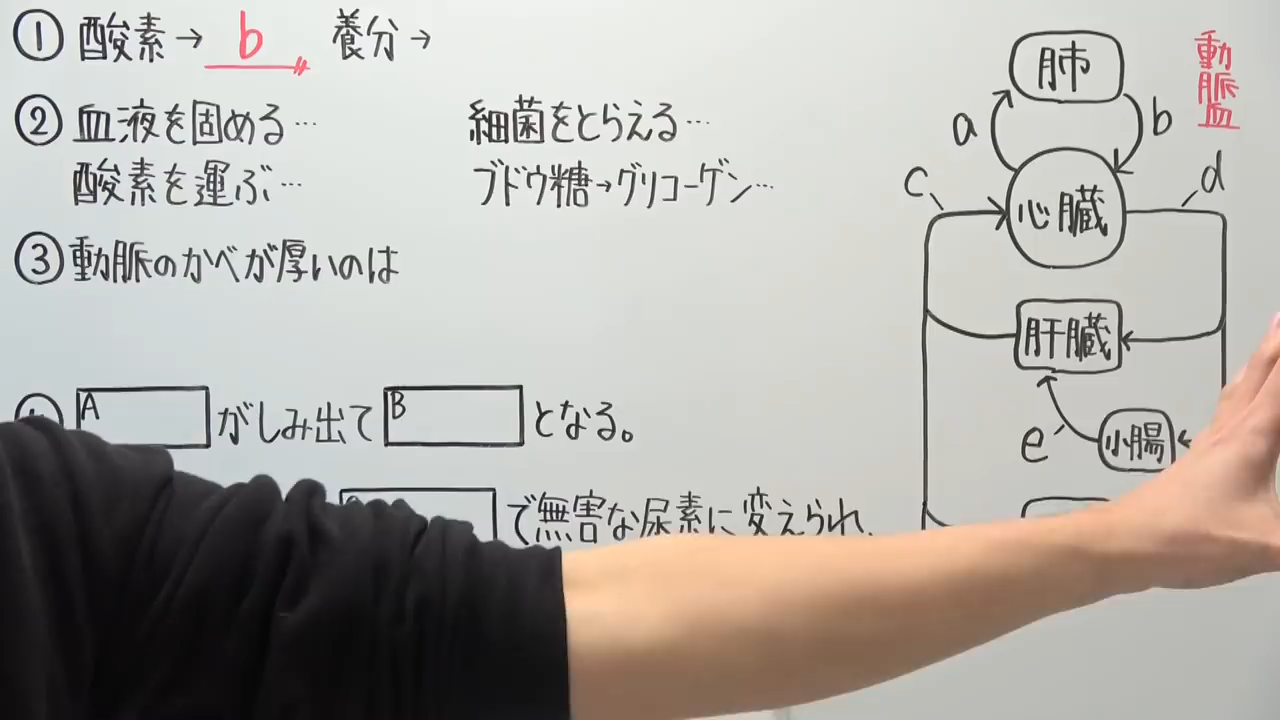 ① 酸素→ b 養分→
② 血液を固める… 細菌をとらえる…
酸素を運ぶ… ブドウ糖→グリコーゲン…
③ 動脈のかべが厚いのは
A がしみ出て B となる。
で無害な尿素に変えられ、
動脈血
肺
a
b
c
心臓
d
肝臓
e
小腸